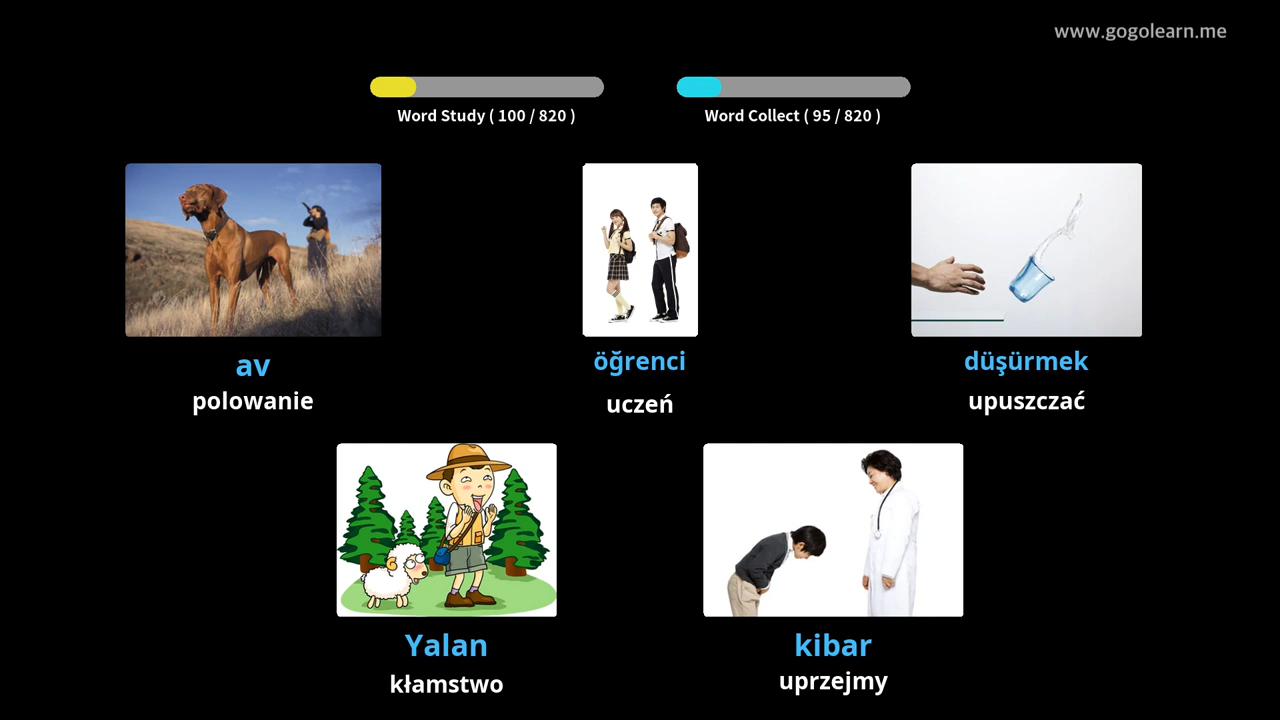 www.gogolearn.me
Word Study ( 100 / 820 )
Word Collect ( 95 / 820 )
av
polowanie
öğrenci
uczeń
düşürmek
upuszczać
Yalan
kłamstwo
kibar
uprzejmy